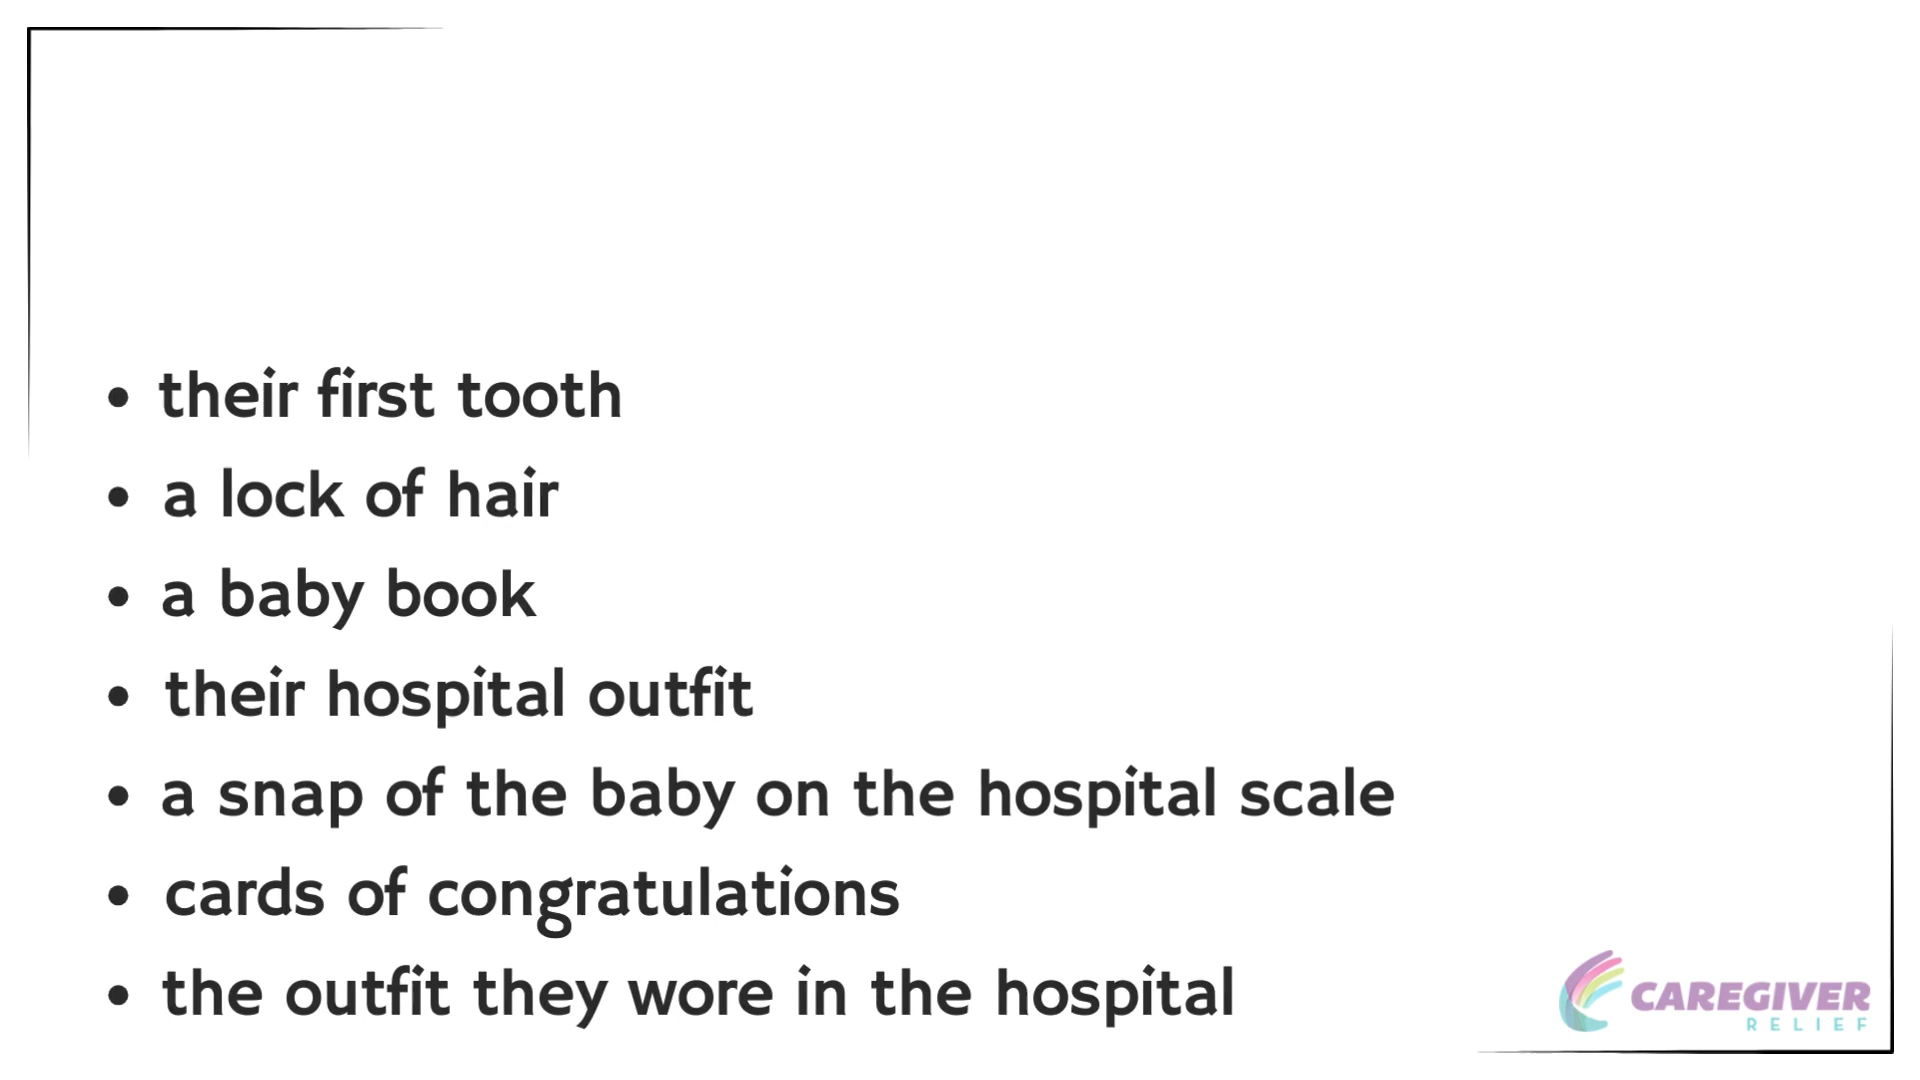 • their first tooth
• a lock of hair
• a baby book
• their hospital outfit
• a snap of the baby on the hospital scale
• cards of congratulations
• the outfit they wore in the hospital
CAREGIVER
RELIEF